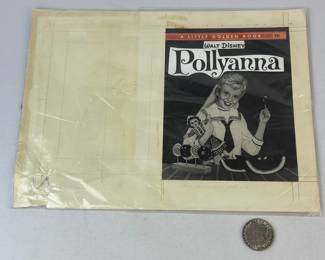 A LITTLE GOLDEN BOOK
WALT DISNEY
Pollyanna